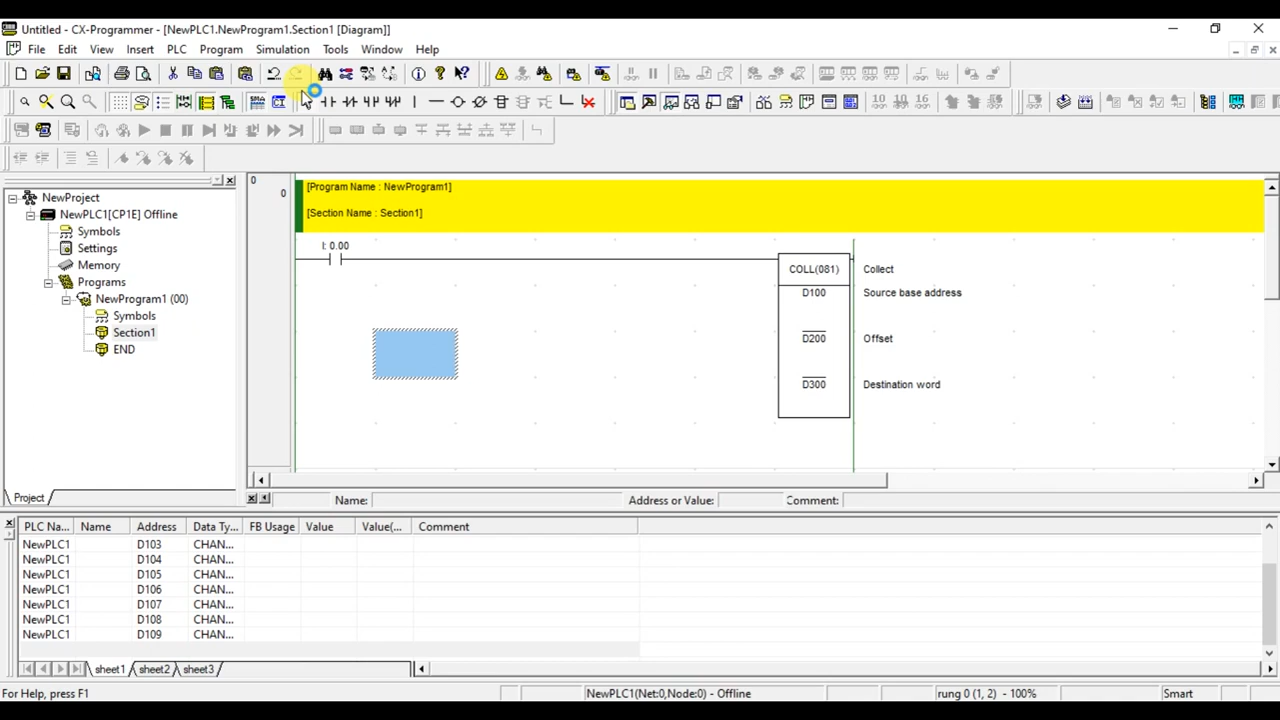 Untitled - CX-Programmer - [NewPLC1.NewProgram1.Section1 [Diagram]]
File Edit View Insert PLC Program Simulation Tools Window Help
10 10 16
NewProject
NewPLC1[CP1E] Offline
Symbols
Settings
Memory
Programs
NewProgram1 (00)
Symbols
Section1
END
Project
0
0
[Program Name : NewProgram1]
[Section Name : Section1]
I: 0.00
COLL(081) Collect
D100 Source base address
D200 Offset
D300 Destination word
Name: Address or Value: Comment:
PLC Na... Name Address Data Ty... FB Usage Value Value(... Comment
NewPLC1 D103 CHAN...
NewPLC1 D104 CHAN...
NewPLC1 D105 CHAN...
NewPLC1 D106 CHAN...
NewPLC1 D107 CHAN...
NewPLC1 D108 CHAN...
NewPLC1 D109 CHAN...
sheet1 sheet2 sheet3
For Help, press F1 NewPLC1(Net:0,Node:0) - Offline rung 0 (1, 2) - 100% Smart